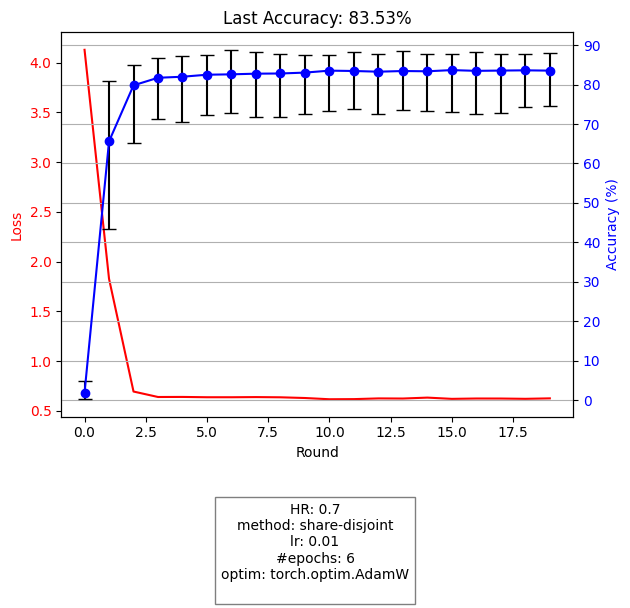 Last Accuracy: 83.53%
4.0
3.5
3.0
2.5
2.0
1.5
1.0
0.5
Loss
90
80
70
60
50
40
30
20
10
0
Accuracy (%)
0.0 2.5 5.0 7.5 10.0 12.5 15.0 17.5
Round
HR: 0.7
method: share-disjoint
lr: 0.01
#epochs: 6
optim: torch.optim.AdamW